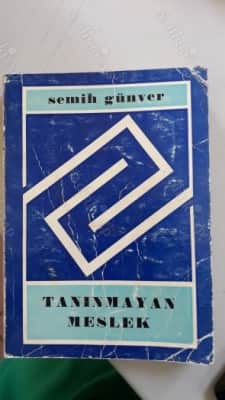 semih günver
TANINMAYAN
MESLEK